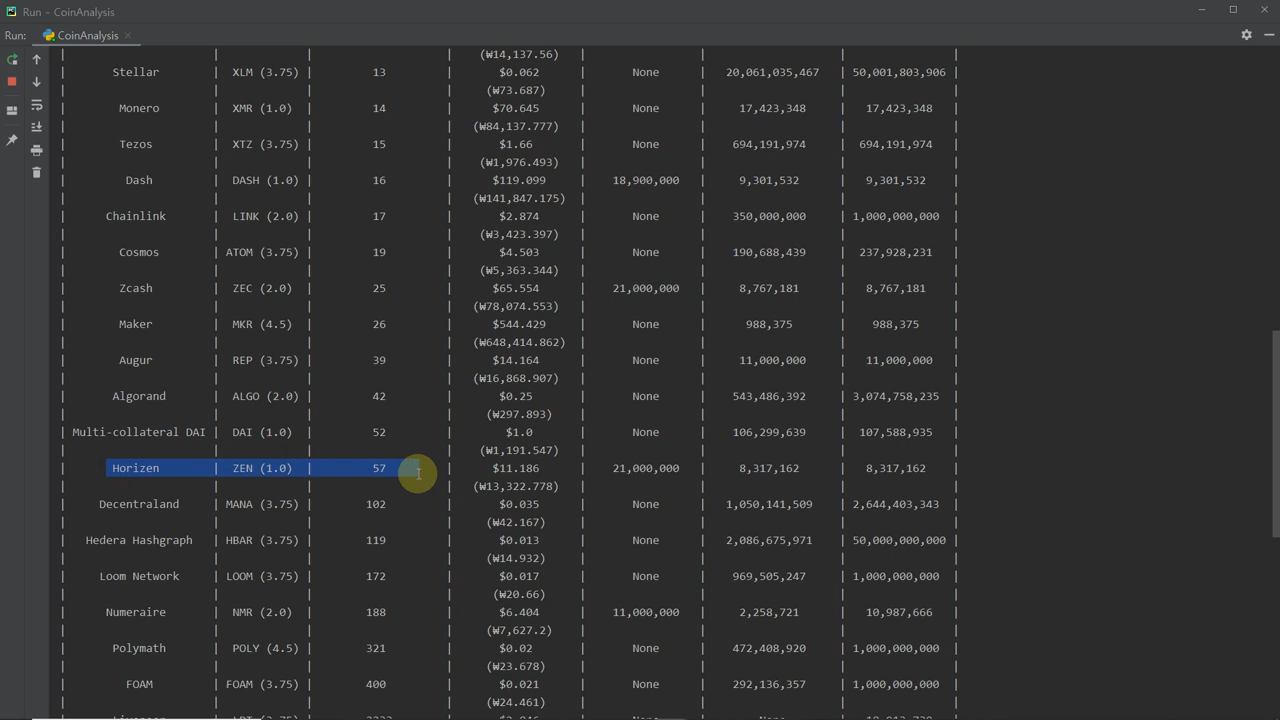 Run - CoinAnalysis
Run: CoinAnalysis
| | | (₩14,137.56) | | | |
| Stellar | XLM (3.75) | 13 | $0.062 | None | 20,061,035,467 | 50,001,803,906 |
| | | (₩73.687) | | | |
| Monero | XMR (1.0) | 14 | $70.645 | None | 17,423,348 | 17,423,348 |
| | | (₩84,137.777) | | | |
| Tezos | XTZ (3.75) | 15 | $1.66 | None | 694,191,974 | 694,191,974 |
| | | (₩1,976.493) | | | |
| Dash | DASH (1.0) | 16 | $119.099 | 18,900,000 | 9,301,532 | 9,301,532 |
| | | (₩141,847.175) | | | |
| Chainlink | LINK (2.0) | 17 | $2.874 | None | 350,000,000 | 1,000,000,000 |
| | | (₩3,423.397) | | | |
| Cosmos | ATOM (3.75) | 19 | $4.503 | None | 190,688,439 | 237,928,231 |
| | | (₩5,363.344) | | | |
| Zcash | ZEC (2.0) | 25 | $65.554 | 21,000,000 | 8,767,181 | 8,767,181 |
| | | (₩78,074.553) | | | |
| Maker | MKR (4.5) | 26 | $544.429 | None | 988,375 | 988,375 |
| | | (₩648,414.862) | | | |
| Augur | REP (3.75) | 39 | $14.164 | None | 11,000,000 | 11,000,000 |
| | | (₩16,868.907) | | | |
| Algorand | ALGO (2.0) | 42 | $0.25 | None | 543,486,392 | 3,074,758,235 |
| | | (₩297.893) | | | |
| Multi-collateral DAI | DAI (1.0) | 52 | $1.0 | None | 106,299,639 | 107,588,935 |
| | | (₩1,191.547) | | | |
| Horizen | ZEN (1.0) | 57 | $11.186 | 21,000,000 | 8,317,162 | 8,317,162 |
| | | (₩13,322.778) | | | |
| Decentraland | MANA (3.75) | 102 | $0.035 | None | 1,050,141,509 | 2,644,403,343 |
| | | (₩42.167) | | | |
| Hedera Hashgraph | HBAR (3.75) | 119 | $0.013 | None | 2,086,675,971 | 50,000,000,000 |
| | | (₩14.932) | | | |
| Loom Network | LOOM (3.75) | 172 | $0.017 | None | 969,505,247 | 1,000,000,000 |
| | | (₩20.66) | | | |
| Numeraire | NMR (2.0) | 188 | $6.404 | 11,000,000 | 2,258,721 | 10,987,666 |
| | | (₩7,627.2) | | | |
| Polymath | POLY (4.5) | 321 | $0.02 | None | 472,408,920 | 1,000,000,000 |
| | | (₩23.678) | | | |
| FOAM | FOAM (3.75) | 400 | $0.021 | None | 292,136,357 | 1,000,000,000 |
| | | (₩24.461) | | | |